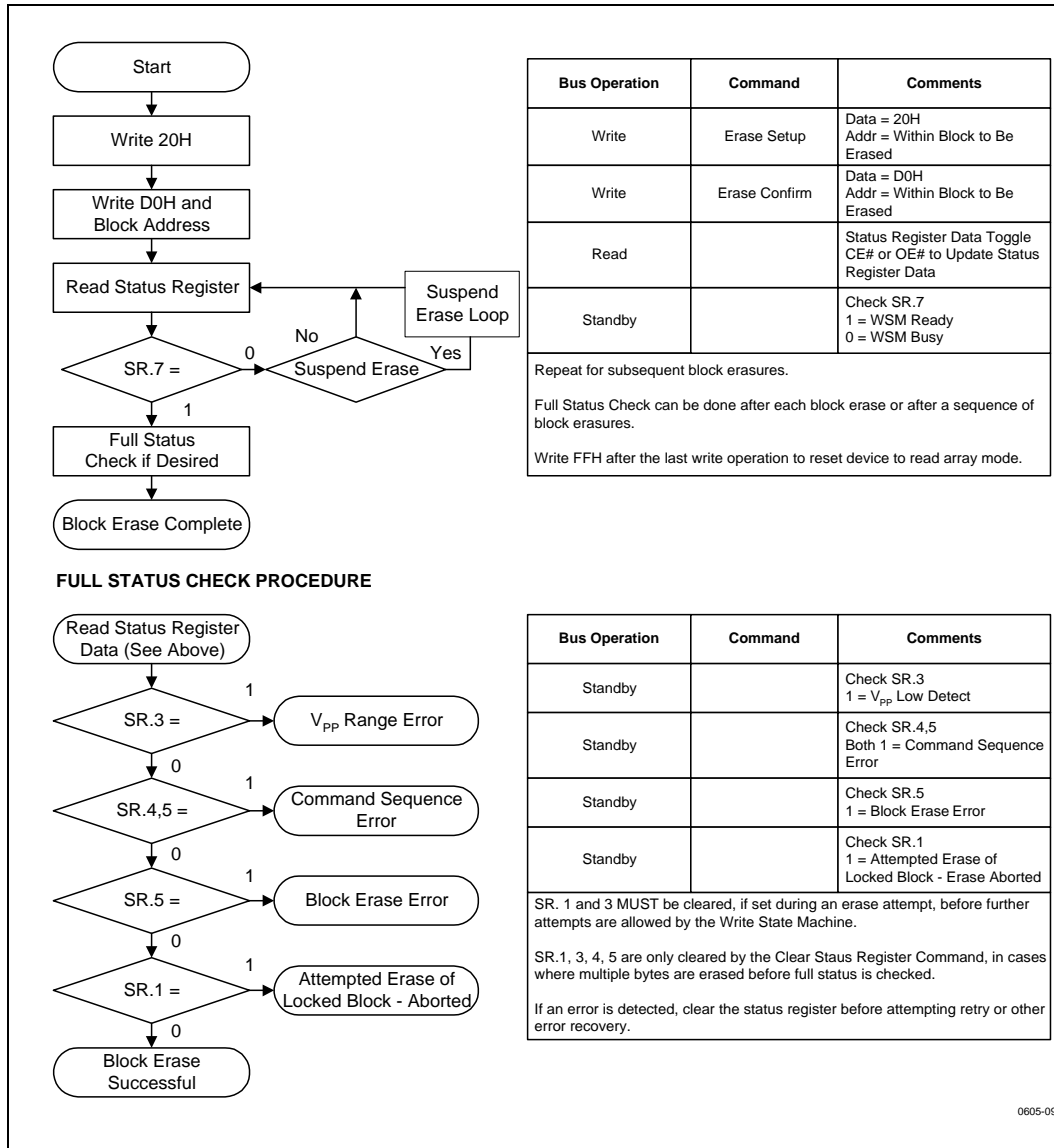 Start
Write 20H
Write D0H and
Block Address
Read Status Register
Suspend
Erase Loop
No
Yes
0
SR.7 =
Suspend Erase
1
Full Status
Check if Desired
Block Erase Complete
Bus Operation Command Comments
Write Erase Setup Data = 20H
Addr = Within Block to Be
Erased
Write Erase Confirm Data = D0H
Addr = Within Block to Be
Erased
Read Status Register Data Toggle
CE# or OE# to Update Status
Register Data
Standby Check SR.7
1 = WSM Ready
0 = WSM Busy
Repeat for subsequent block erasures.
Full Status Check can be done after each block erase or after a sequence of
block erasures.
Write FFH after the last write operation to reset device to read array mode.
FULL STATUS CHECK PROCEDURE
Read Status Register
Data (See Above)
1
SR.3 =
VPP Range Error
0
1
SR.4,5 =
Command Sequence
Error
0
1
SR.5 =
Block Erase Error
0
1
SR.1 =
Attempted Erase of
Locked Block - Aborted
0
Block Erase
Successful
Bus Operation Command Comments
Standby Check SR.3
1 = VPP Low Detect
Standby Check SR.4,5
Both 1 = Command Sequence
Error
Standby Check SR.5
1 = Block Erase Error
Standby Check SR.1
1 = Attempted Erase of
Locked Block - Erase Aborted
SR. 1 and 3 MUST be cleared, if set during an erase attempt, before further
attempts are allowed by the Write State Machine.
SR.1, 3, 4, 5 are only cleared by the Clear Staus Register Command, in cases
where multiple bytes are erased before full status is checked.
If an error is detected, clear the status register before attempting retry or other
error recovery.
0605-09